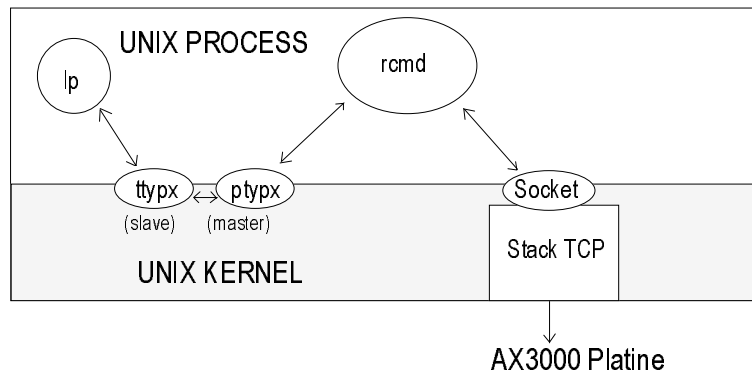 UNIX PROCESS
lp
rcmd
ttypx
ptypx
Socket
(slave)
(master)
Stack TCP
UNIX KERNEL
AX3000 Platine